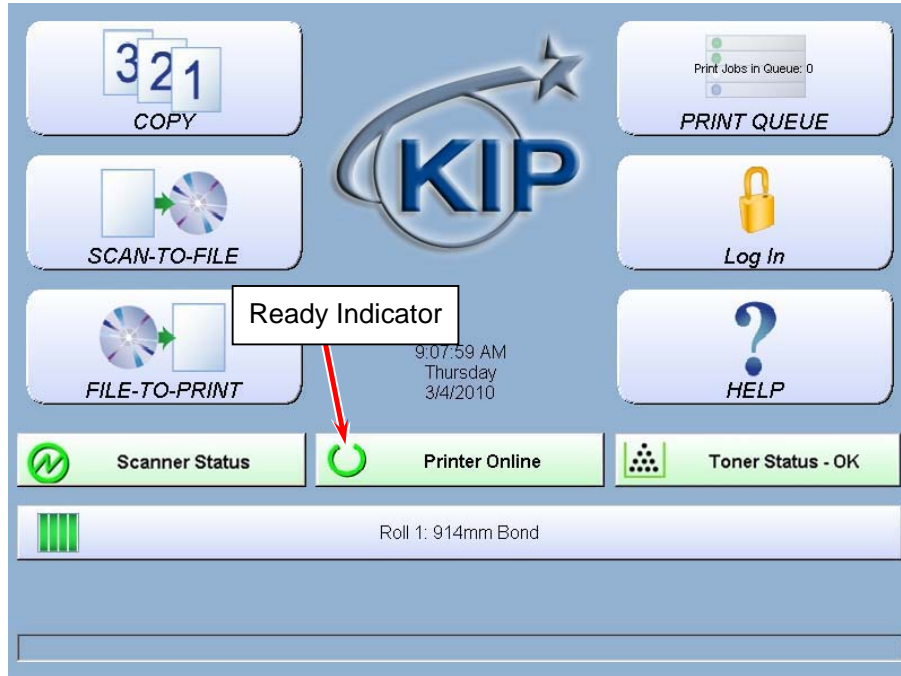 3 2 1
COPY
KIP
Print Jobs in Queue: 0
PRINT QUEUE
SCAN-TO-FILE
Log In
FILE-TO-PRINT
Ready Indicator
9:07:59 AM
Thursday
3/4/2010
?
HELP
Scanner Status
Printer Online
Toner Status - OK
Roll 1: 914mm Bond